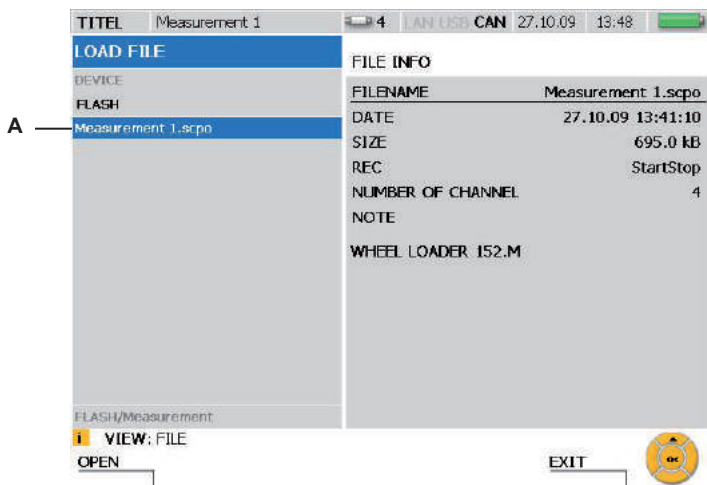 TITEL Measurement 1 4 LAN USB CAN 27.10.09 13:48
LOAD FILE
DEVICE
FLASH
A
Measurement 1.scpo
FILE INFO
FILENAME Measurement 1.scpo
DATE 27.10.09 13:41:10
SIZE 695.0 kB
REC StartStop
NUMBER OF CHANNEL 4
NOTE
WHEEL LOADER 152.M
FLASH/Measurement
i VIEW: FILE
OPEN EXIT OK